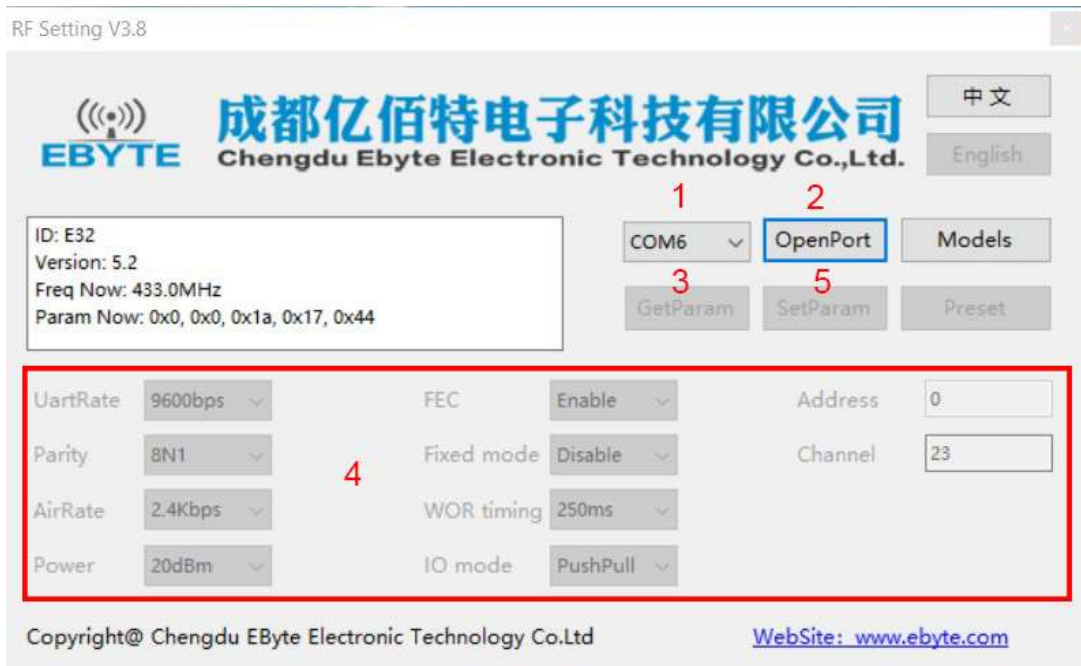 RF Setting V3.8
中文
成都亿佰特电子科技有限公司
EBYTE
Chengdu Ebyte Electronic Technology Co.,Ltd.
English
1
2
ID: E32
Version: 5.2
Freq Now: 433.0MHz
Param Now: 0x0, 0x0, 0x1a, 0x17, 0x44
COM6
OpenPort
Models
3
5
GetParam
SetParam
Preset
UartRate 9600bps FEC Enable Address 0
Parity 8N1 Fixed mode Disable Channel 23
4
AirRate 2.4Kbps WOR timing 250ms
Power 20dBm IO mode PushPull
Copyright@ Chengdu EByte Electronic Technology Co.Ltd
WebSite: www.ebyte.com